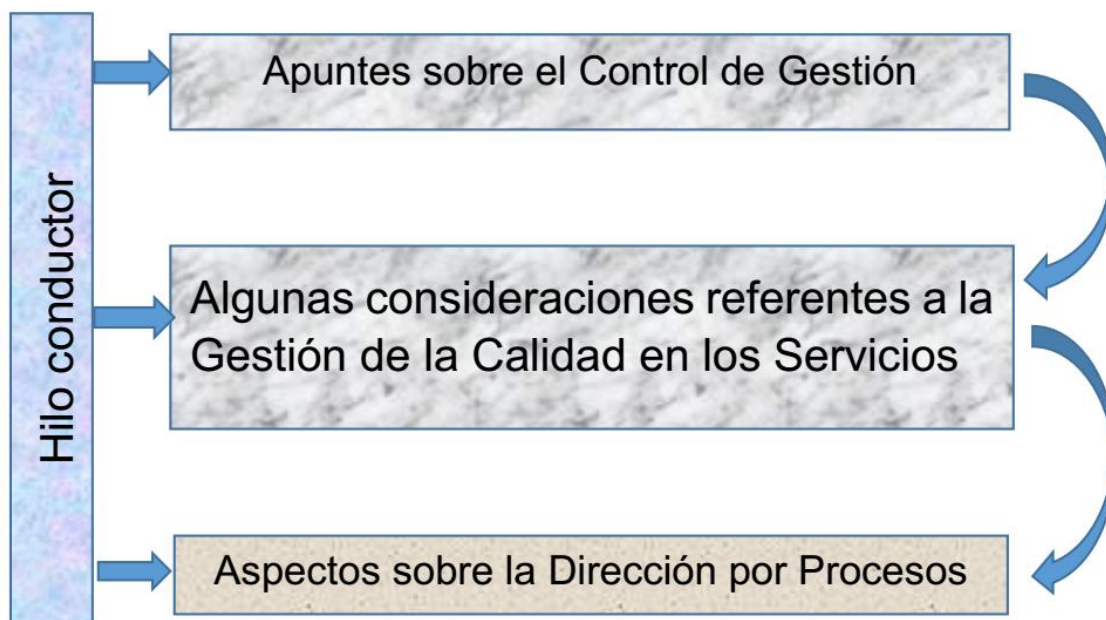 Hilo conductor
Apuntes sobre el Control de Gestión
Algunas consideraciones referentes a la
Gestión de la Calidad en los Servicios
Aspectos sobre la Dirección por Procesos